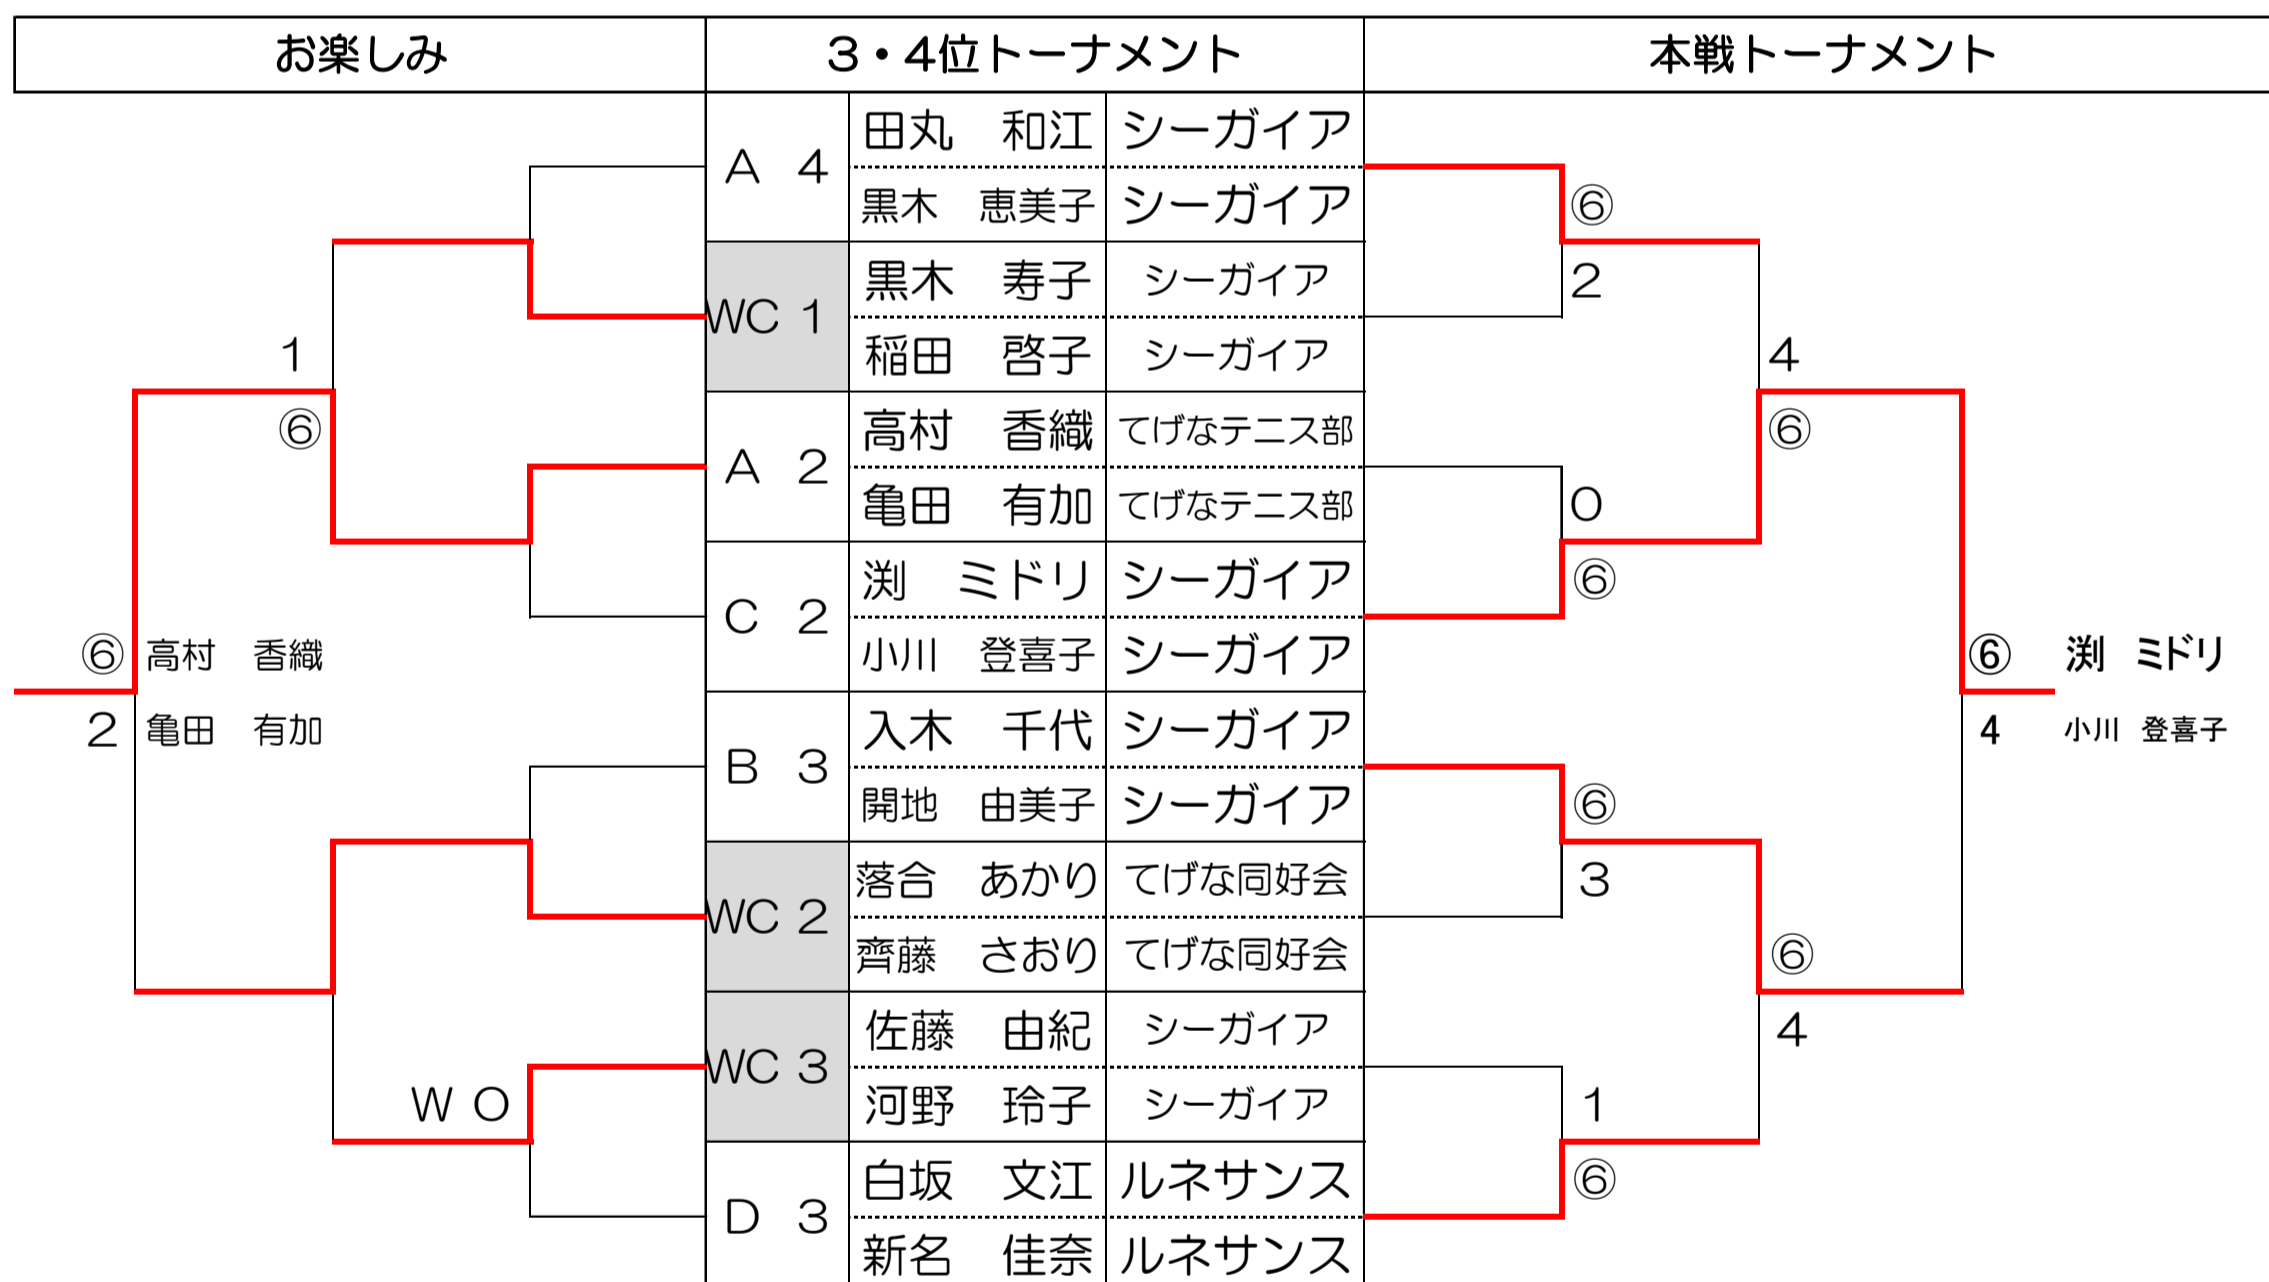 お楽しみ ３・４位トーナメント 本戦トーナメント
田丸 和江 シーガイア
A 4
黒木 恵美子 シーガイア
⑥
黒木 寿子 シーガイア
2
WC 1
1 稲田 啓子 シーガイア 4
⑥ 高村 香織 てげなテニス部 ⑥
A 2
亀田 有加 てげなテニス部 0
渕 ミドリ シーガイア ⑥
C 2
⑥ 高村 香織 小川 登喜子 シーガイア ⑥ 渕 ミドリ
2 亀田 有加 入木 千代 シーガイア 4 小川 登喜子
B 3
開地 由美子 シーガイア ⑥
落合 あかり てげな同好会 3
WC 2
齊藤 さおり てげな同好会 ⑥
佐藤 由紀 シーガイア 4
WC 3
W O 河野 玲子 シーガイア 1
白坂 文江 ルネサンス ⑥
D 3
新名 佳奈 ルネサンス